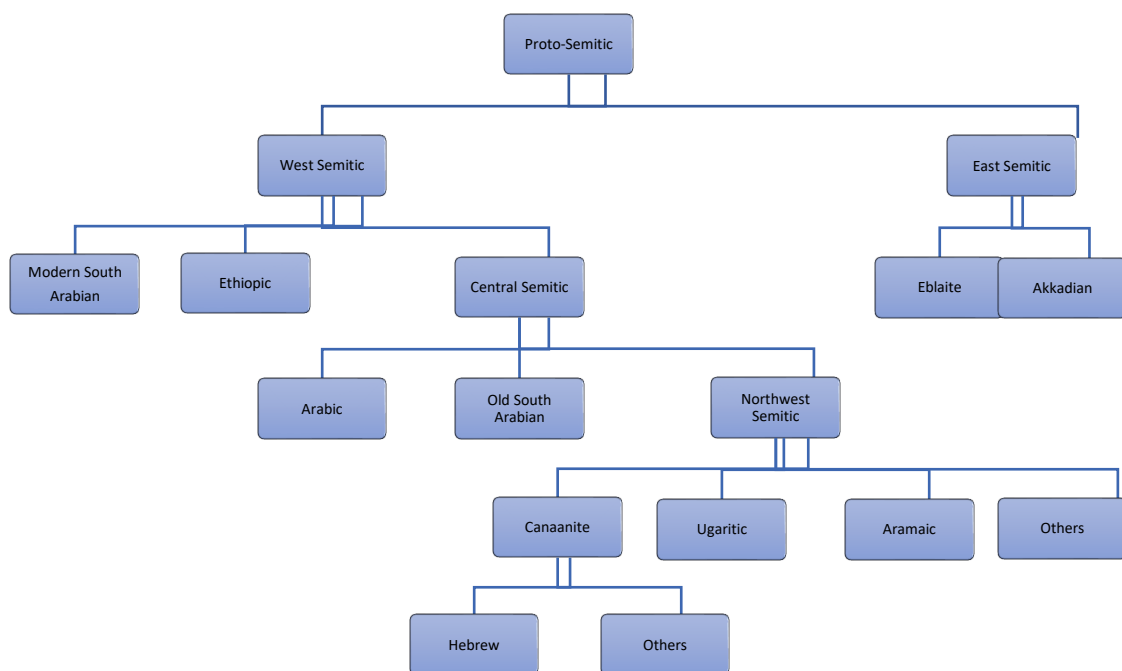 Proto-Semitic
West Semitic
East Semitic
Modern South
Arabian
Ethiopic
Central Semitic
Eblaite
Akkadian
Arabic
Old South
Arabian
Northwest
Semitic
Canaanite
Ugaritic
Aramaic
Others
Hebrew
Others